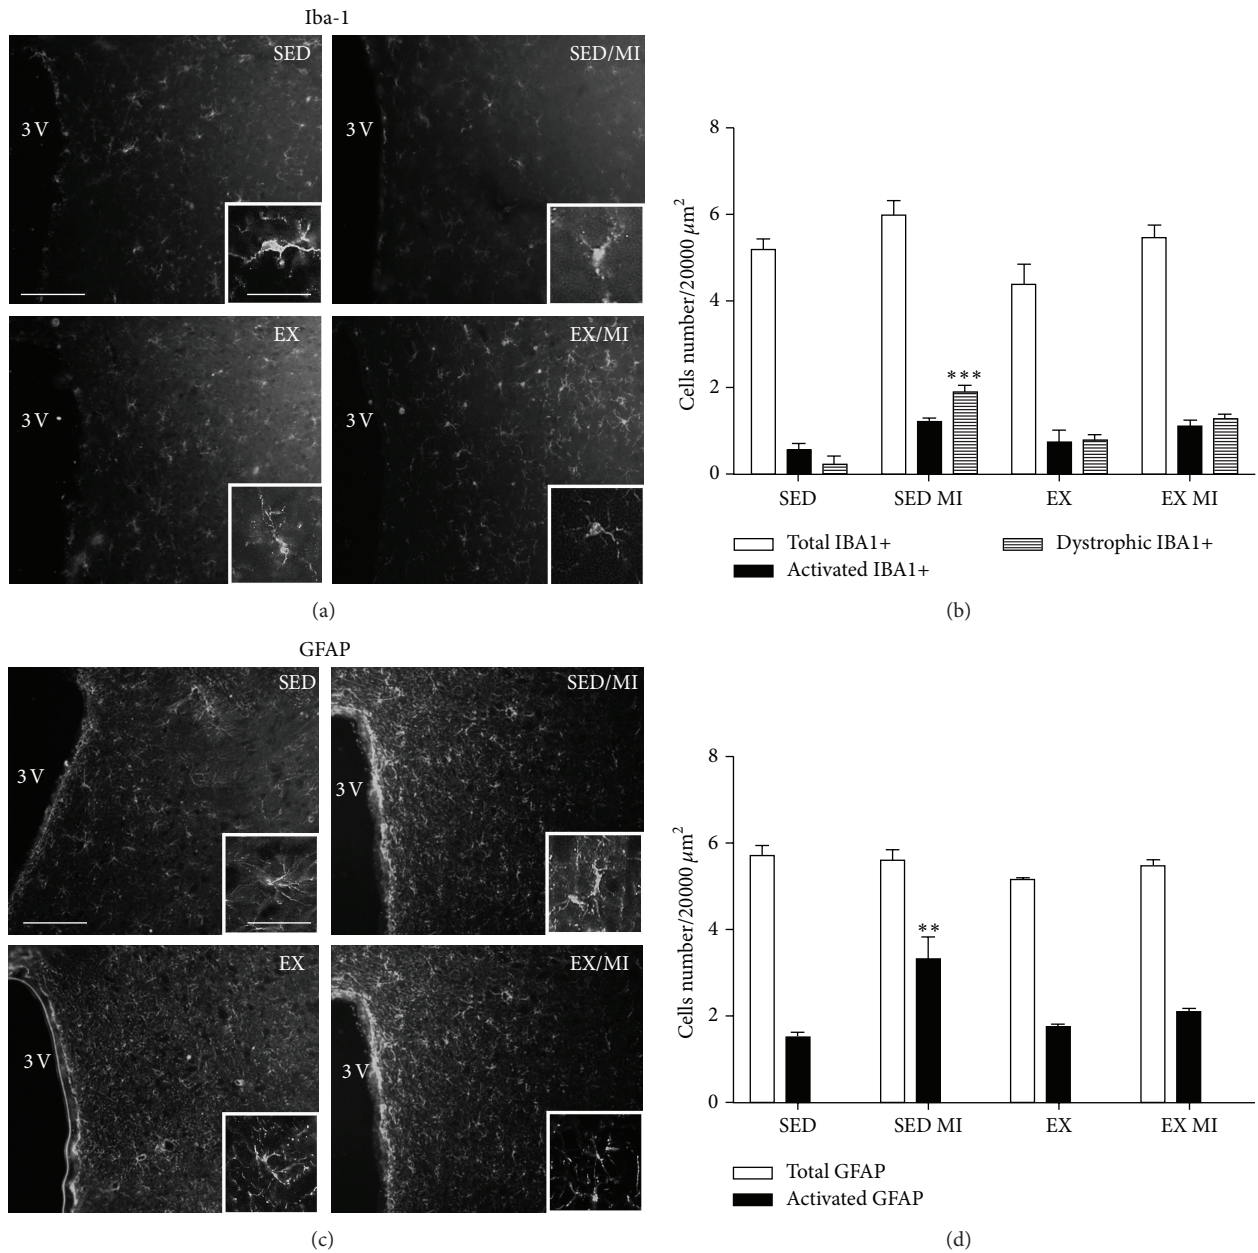 Iba-1
SED
SED/MI
3 V
3 V
EX
EX/MI
3 V
3 V
(a)
8
6
4
2
0
Cells number/20000 μm²
***
SED
SED MI
EX
EX MI
Total IBA1+
Dystrophic IBA1+
Activated IBA1+
(b)
GFAP
SED
SED/MI
3 V
3 V
EX
EX/MI
3 V
3 V
(c)
8
6
4
2
0
Cells number/20000 μm²
**
SED
SED MI
EX
EX MI
Total GFAP
Activated GFAP
(d)